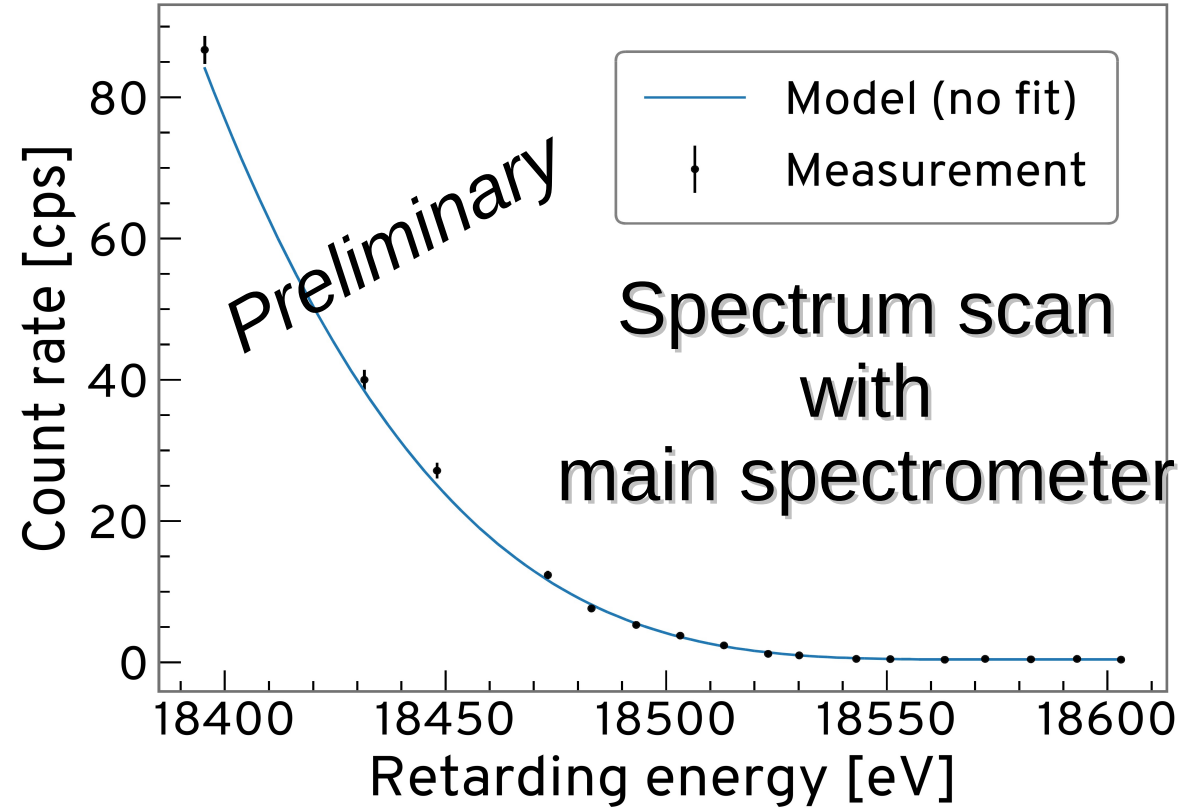 Model (no fit)
Measurement
Preliminary
Spectrum scan
with
main spectrometer
Count rate [cps]
80
60
40
20
0
18400 18450 18500 18550 18600
Retarding energy [eV]